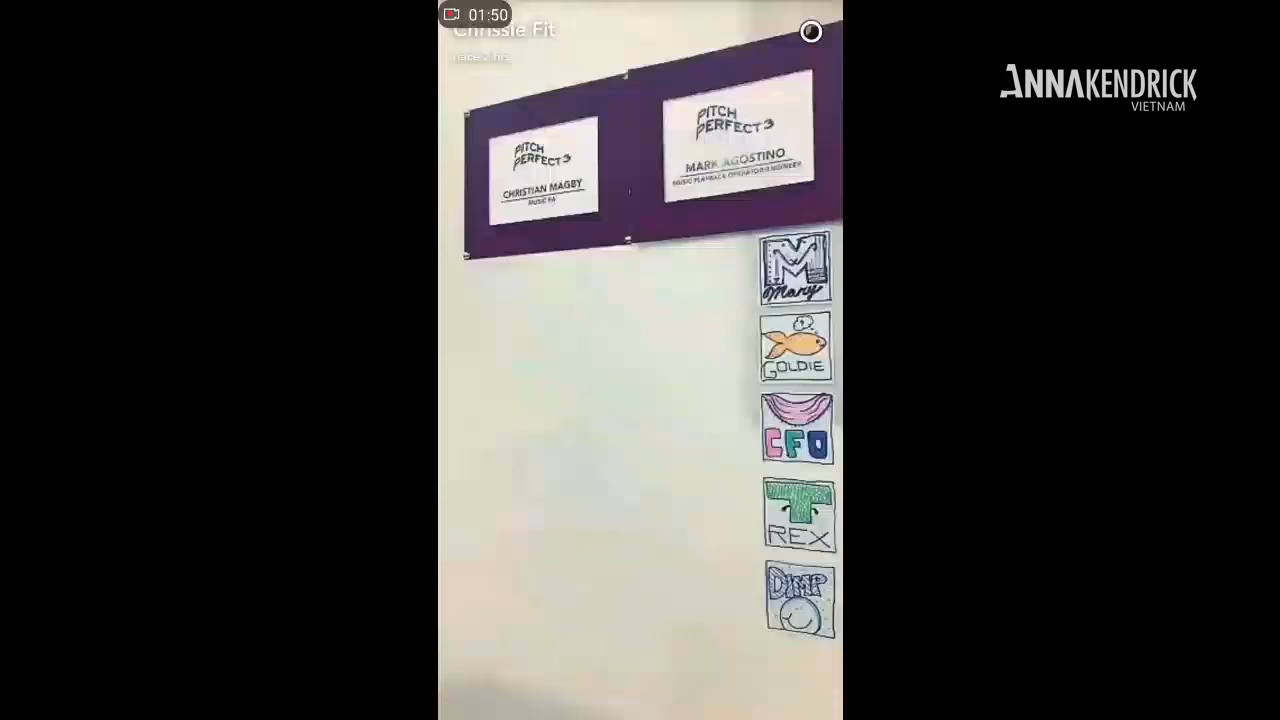 01:50
Chrissie Fit
ANNAKENDRICK
VIETNAM
PITCH
PERFECT 3
CHRISTIAN MAGBY
MUSIC PA
PITCH
PERFECT 3
MARK AGOSTINO
MUSIC PLAYBACK OPERATOR/ENGINEER
M
Mary
GOLDIE
CFO
T
REX
DIMP